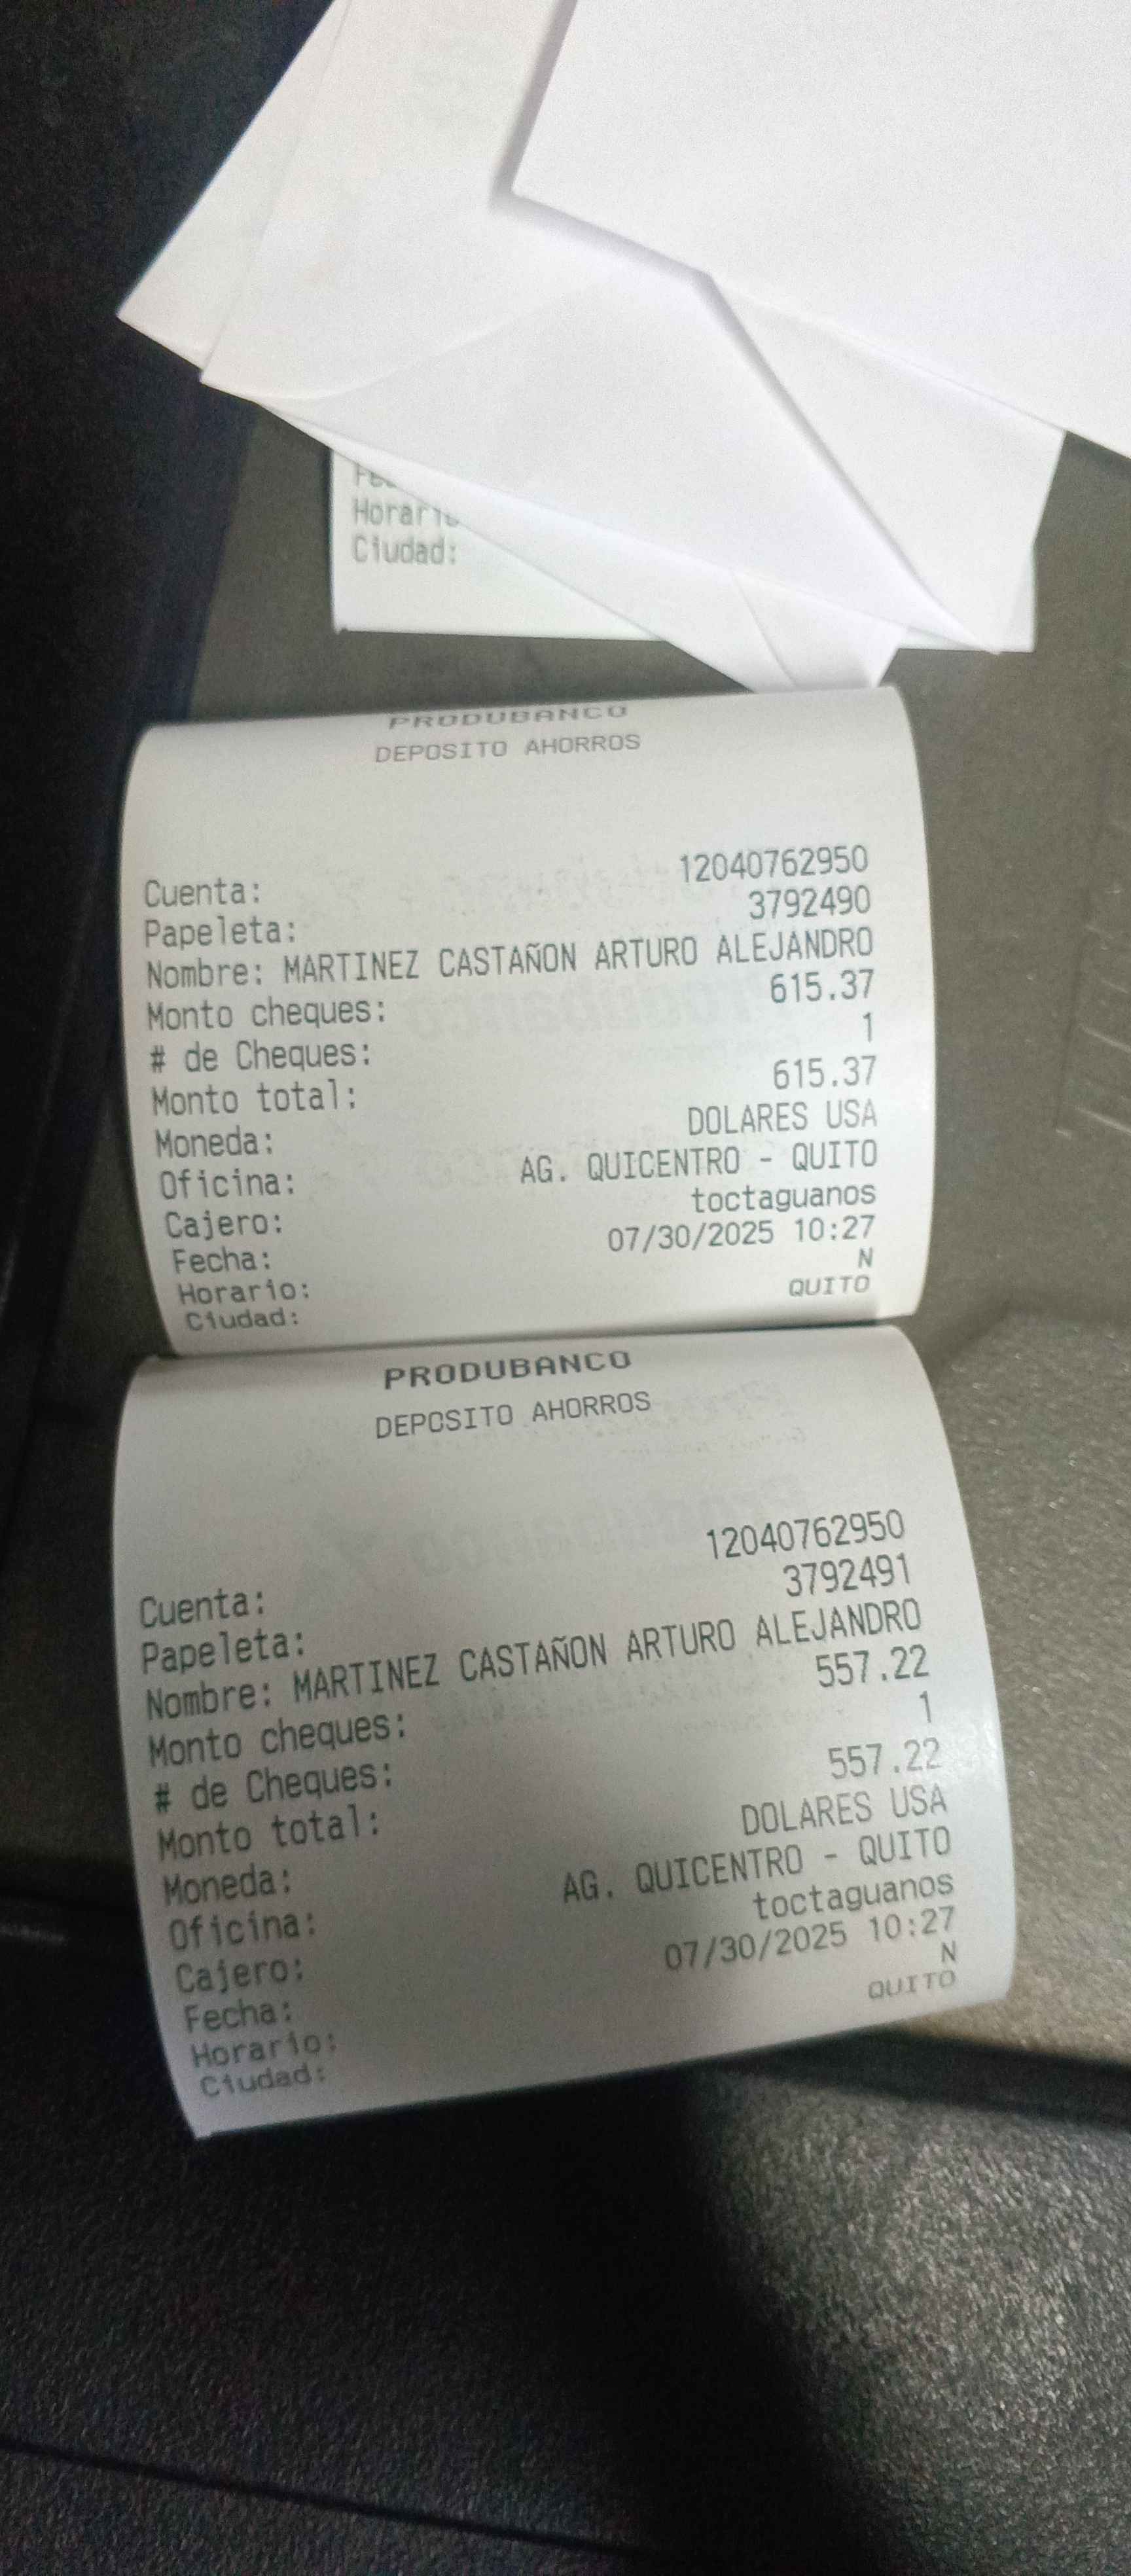 Horario
Ciudad:
PRODUBANCO
DEPOSITO AHORROS
Cuenta: 12040762950
Papeleta: 3792490
Nombre: MARTINEZ CASTAÑON ARTURO ALEJANDRO
Monto cheques: 615.37
# de Cheques: 1
Monto total: 615.37
Moneda: DOLARES USA
Oficina: AG. QUICENTRO - QUITO
Cajero: toctaguanos
Fecha: 07/30/2025 10:27
Horario: N
Ciudad: QUITO
PRODUBANCO
DEPOSITO AHORROS
Cuenta: 12040762950
Papeleta: 3792491
Nombre: MARTINEZ CASTAÑON ARTURO ALEJANDRO
Monto cheques: 557.22
# de Cheques: 1
Monto total: 557.22
Moneda: DOLARES USA
Oficina: AG. QUICENTRO - QUITO
Cajero: toctaguanos
Fecha: 07/30/2025 10:27
Horario: N
Ciudad: QUITO